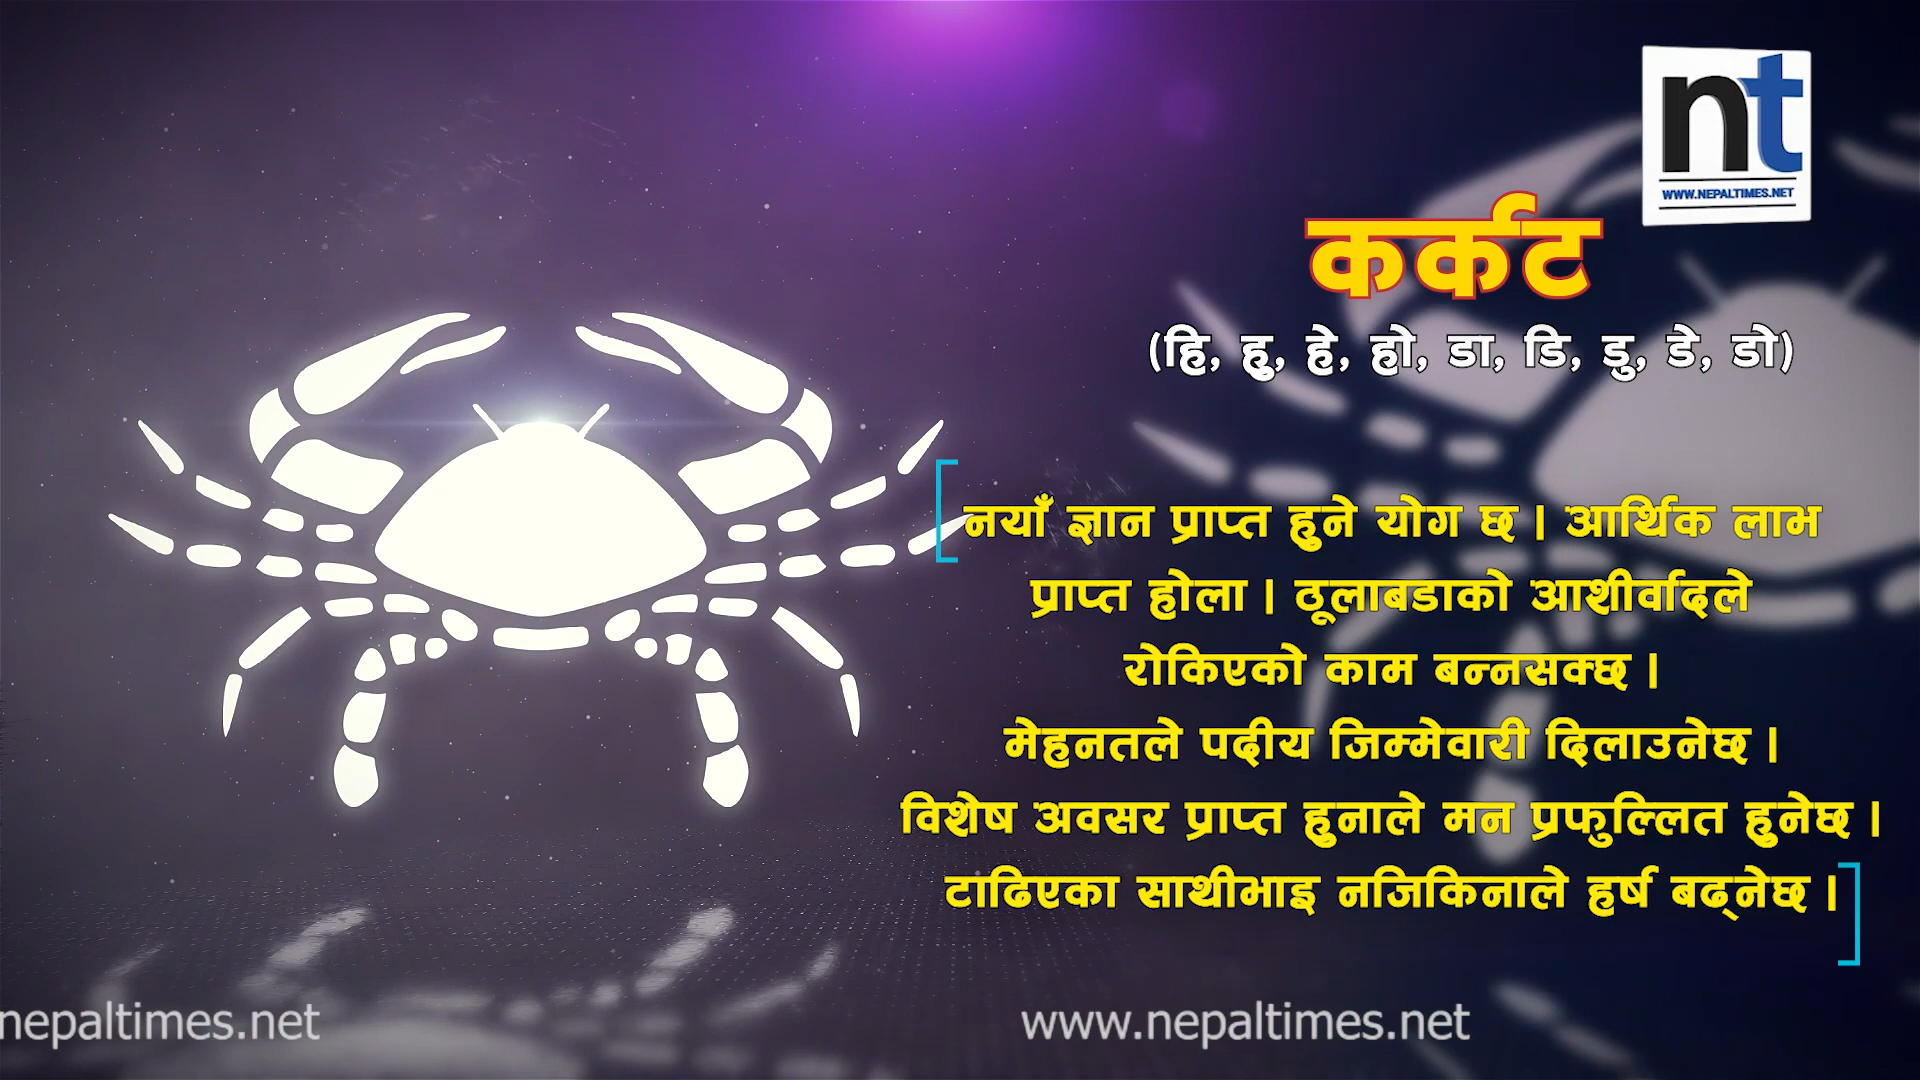 nt
WWW.NEPALTIMES.NET
कर्कट
(हि, हु, हे, हो, डा, डि, डु, डे, डो)
नयाँ ज्ञान प्राप्त हुने योग छ । आर्थिक लाभ
प्राप्त होला । ठूलाबडाको आशीर्वादले
रोकिएको काम बन्नसक्छ ।
मेहनतले पदीय जिम्मेवारी दिलाउनेछ ।
विशेष अवसर प्राप्त हुनाले मन प्रफुल्लित हुनेछ ।
टाढिएका साथीभाइ नजिकिनाले हर्ष बढ्नेछ ।
nepaltimes.net
www.nepaltimes.net